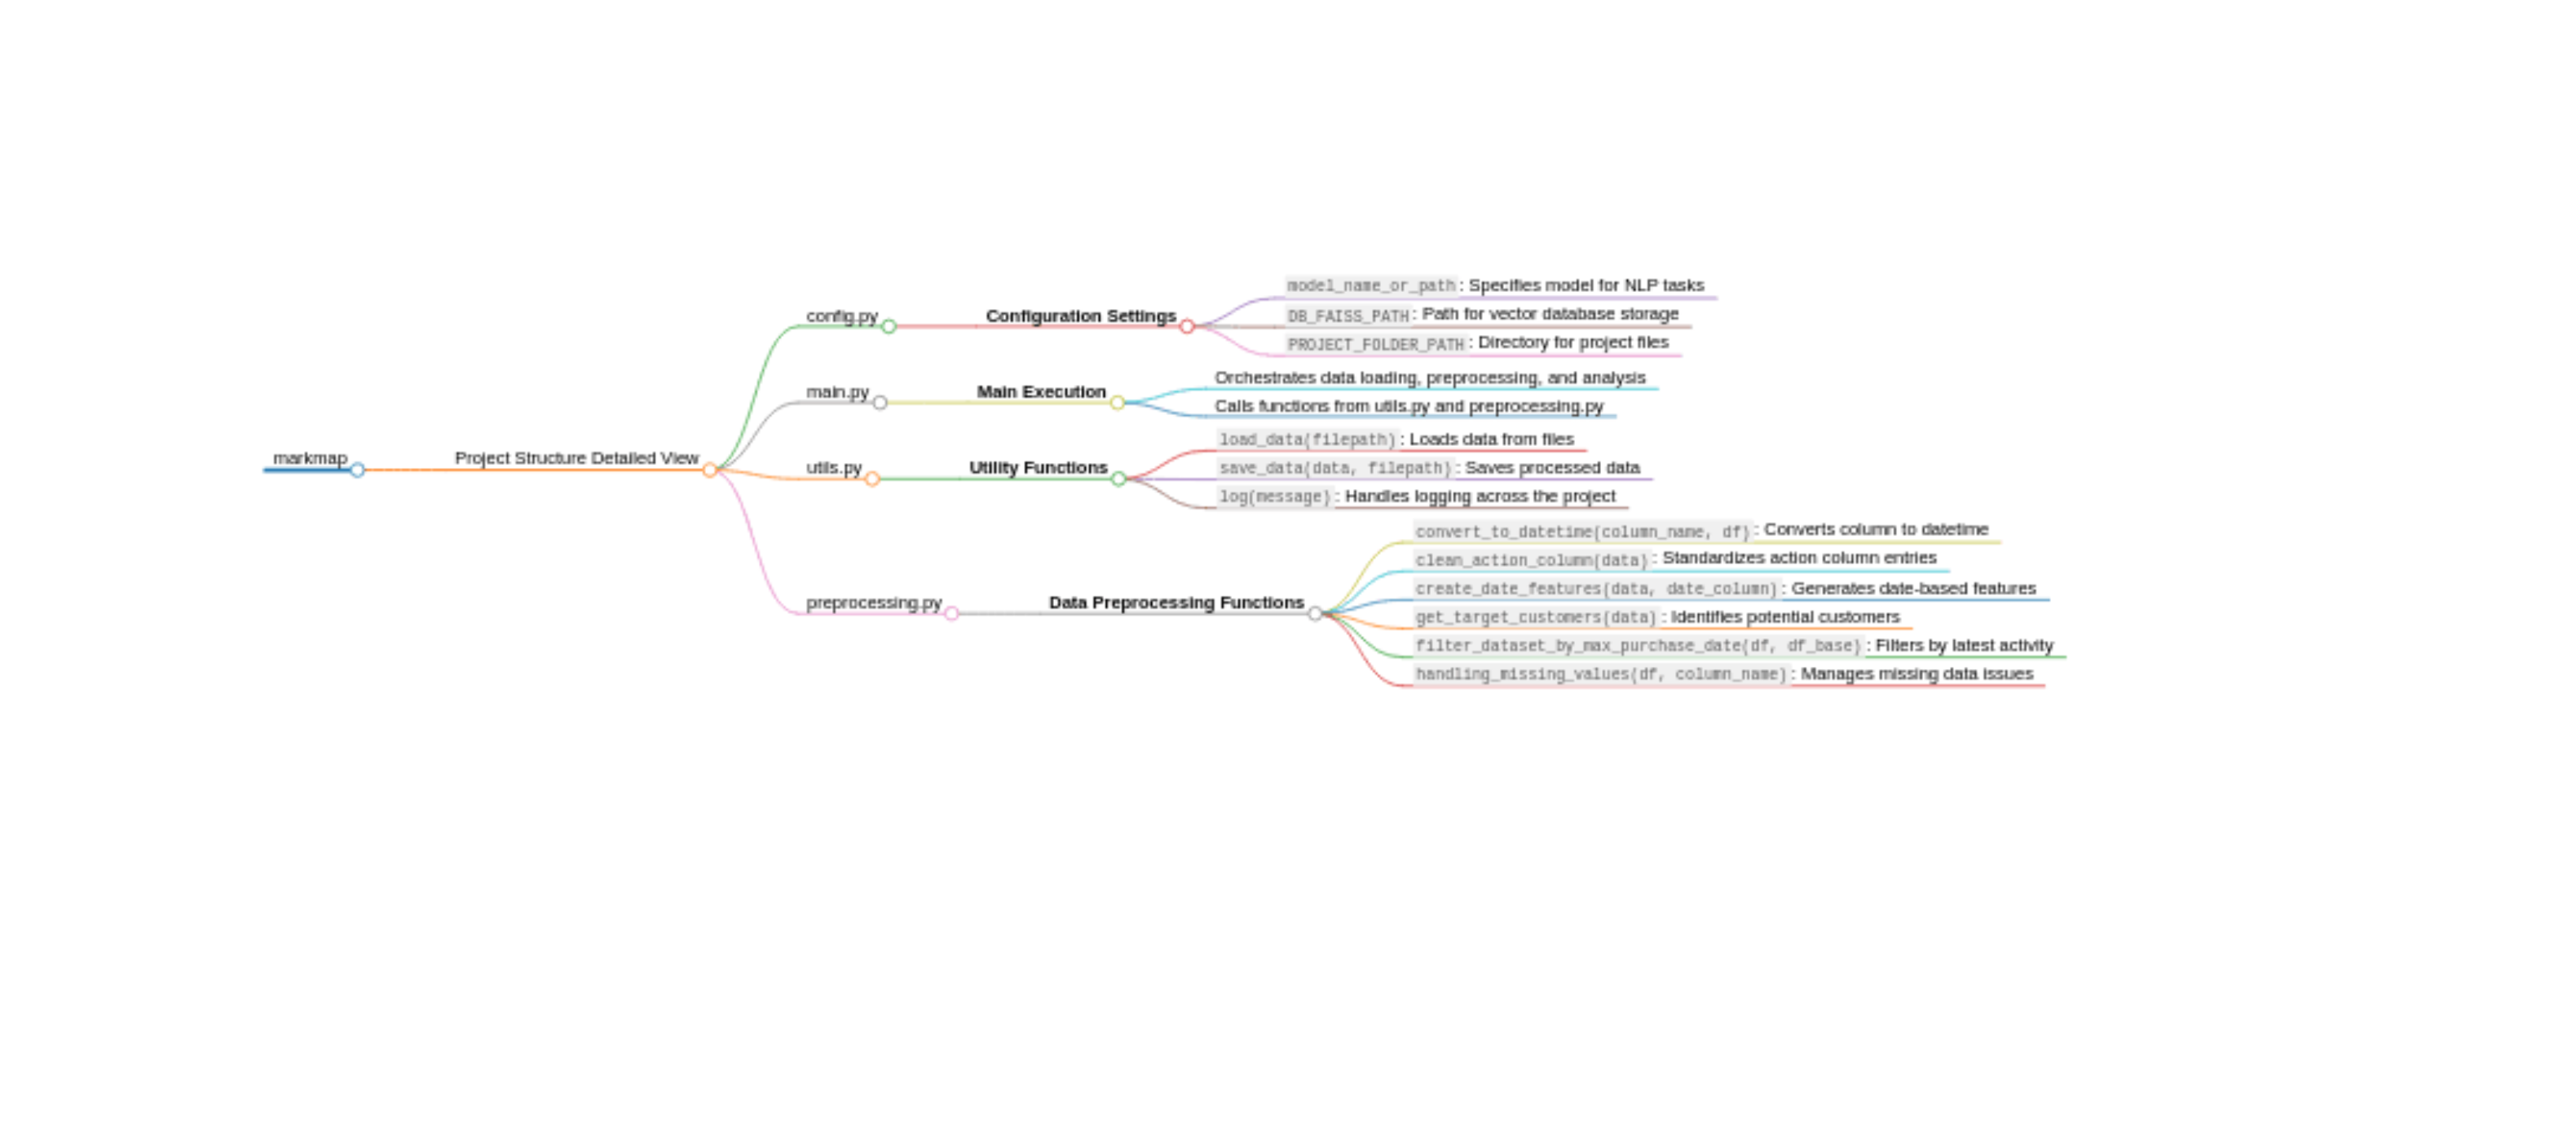 markmap
Project Structure Detailed View
config.py
Configuration Settings
model_name_or_path: Specifies model for NLP tasks
DB_FAISS_PATH: Path for vector database storage
PROJECT_FOLDER_PATH: Directory for project files
main.py
Main Execution
Orchestrates data loading, preprocessing, and analysis
Calls functions from utils.py and preprocessing.py
utils.py
Utility Functions
load_data(filepath): Loads data from files
save_data(data, filepath): Saves processed data
log(message): Handles logging across the project
preprocessing.py
Data Preprocessing Functions
convert_to_datetime(column_name, df): Converts column to datetime
clean_action_column(data): Standardizes action column entries
create_date_features(data, date_column): Generates date-based features
get_target_customers(data): Identifies potential customers
filter_dataset_by_max_purchase_date(df, df_base): Filters by latest activity
handling_missing_values(df, column_name): Manages missing data issues